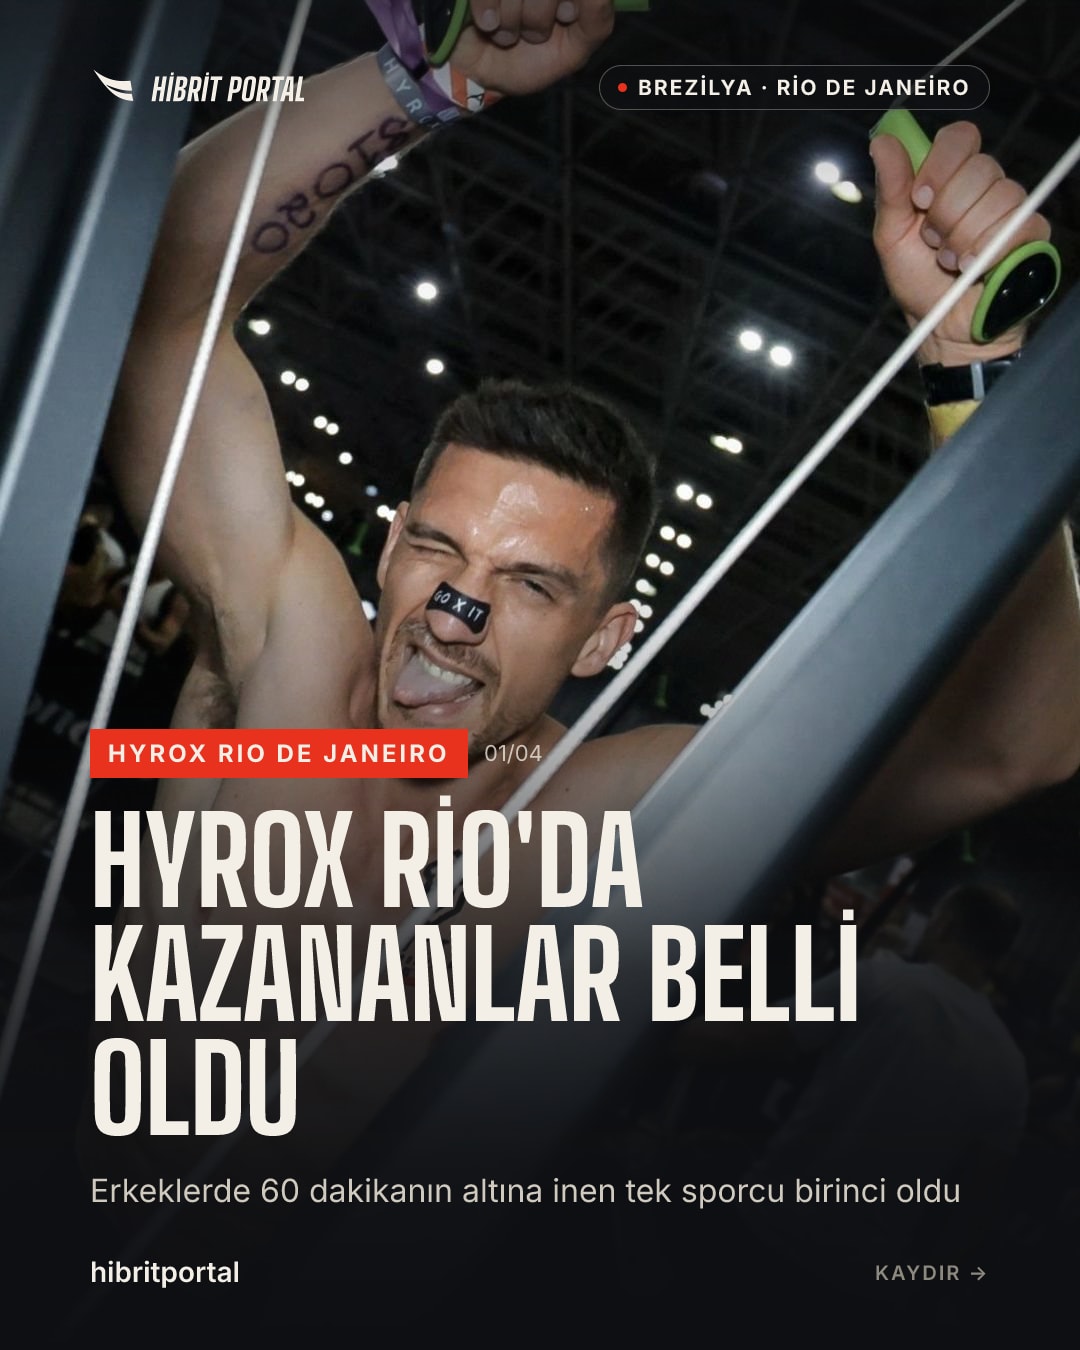 HİBRİT PORTAL
BREZİLYA · RİO DE JANEİRO
HYROX
GO X IT
HYROX RIO DE JANEIRO
01/04
HYROX RİO'DA
KAZANANLAR BELLİ
OLDU
Erkeklerde 60 dakikanın altına inen tek sporcu birinci oldu
hibritportal
KAYDIR →